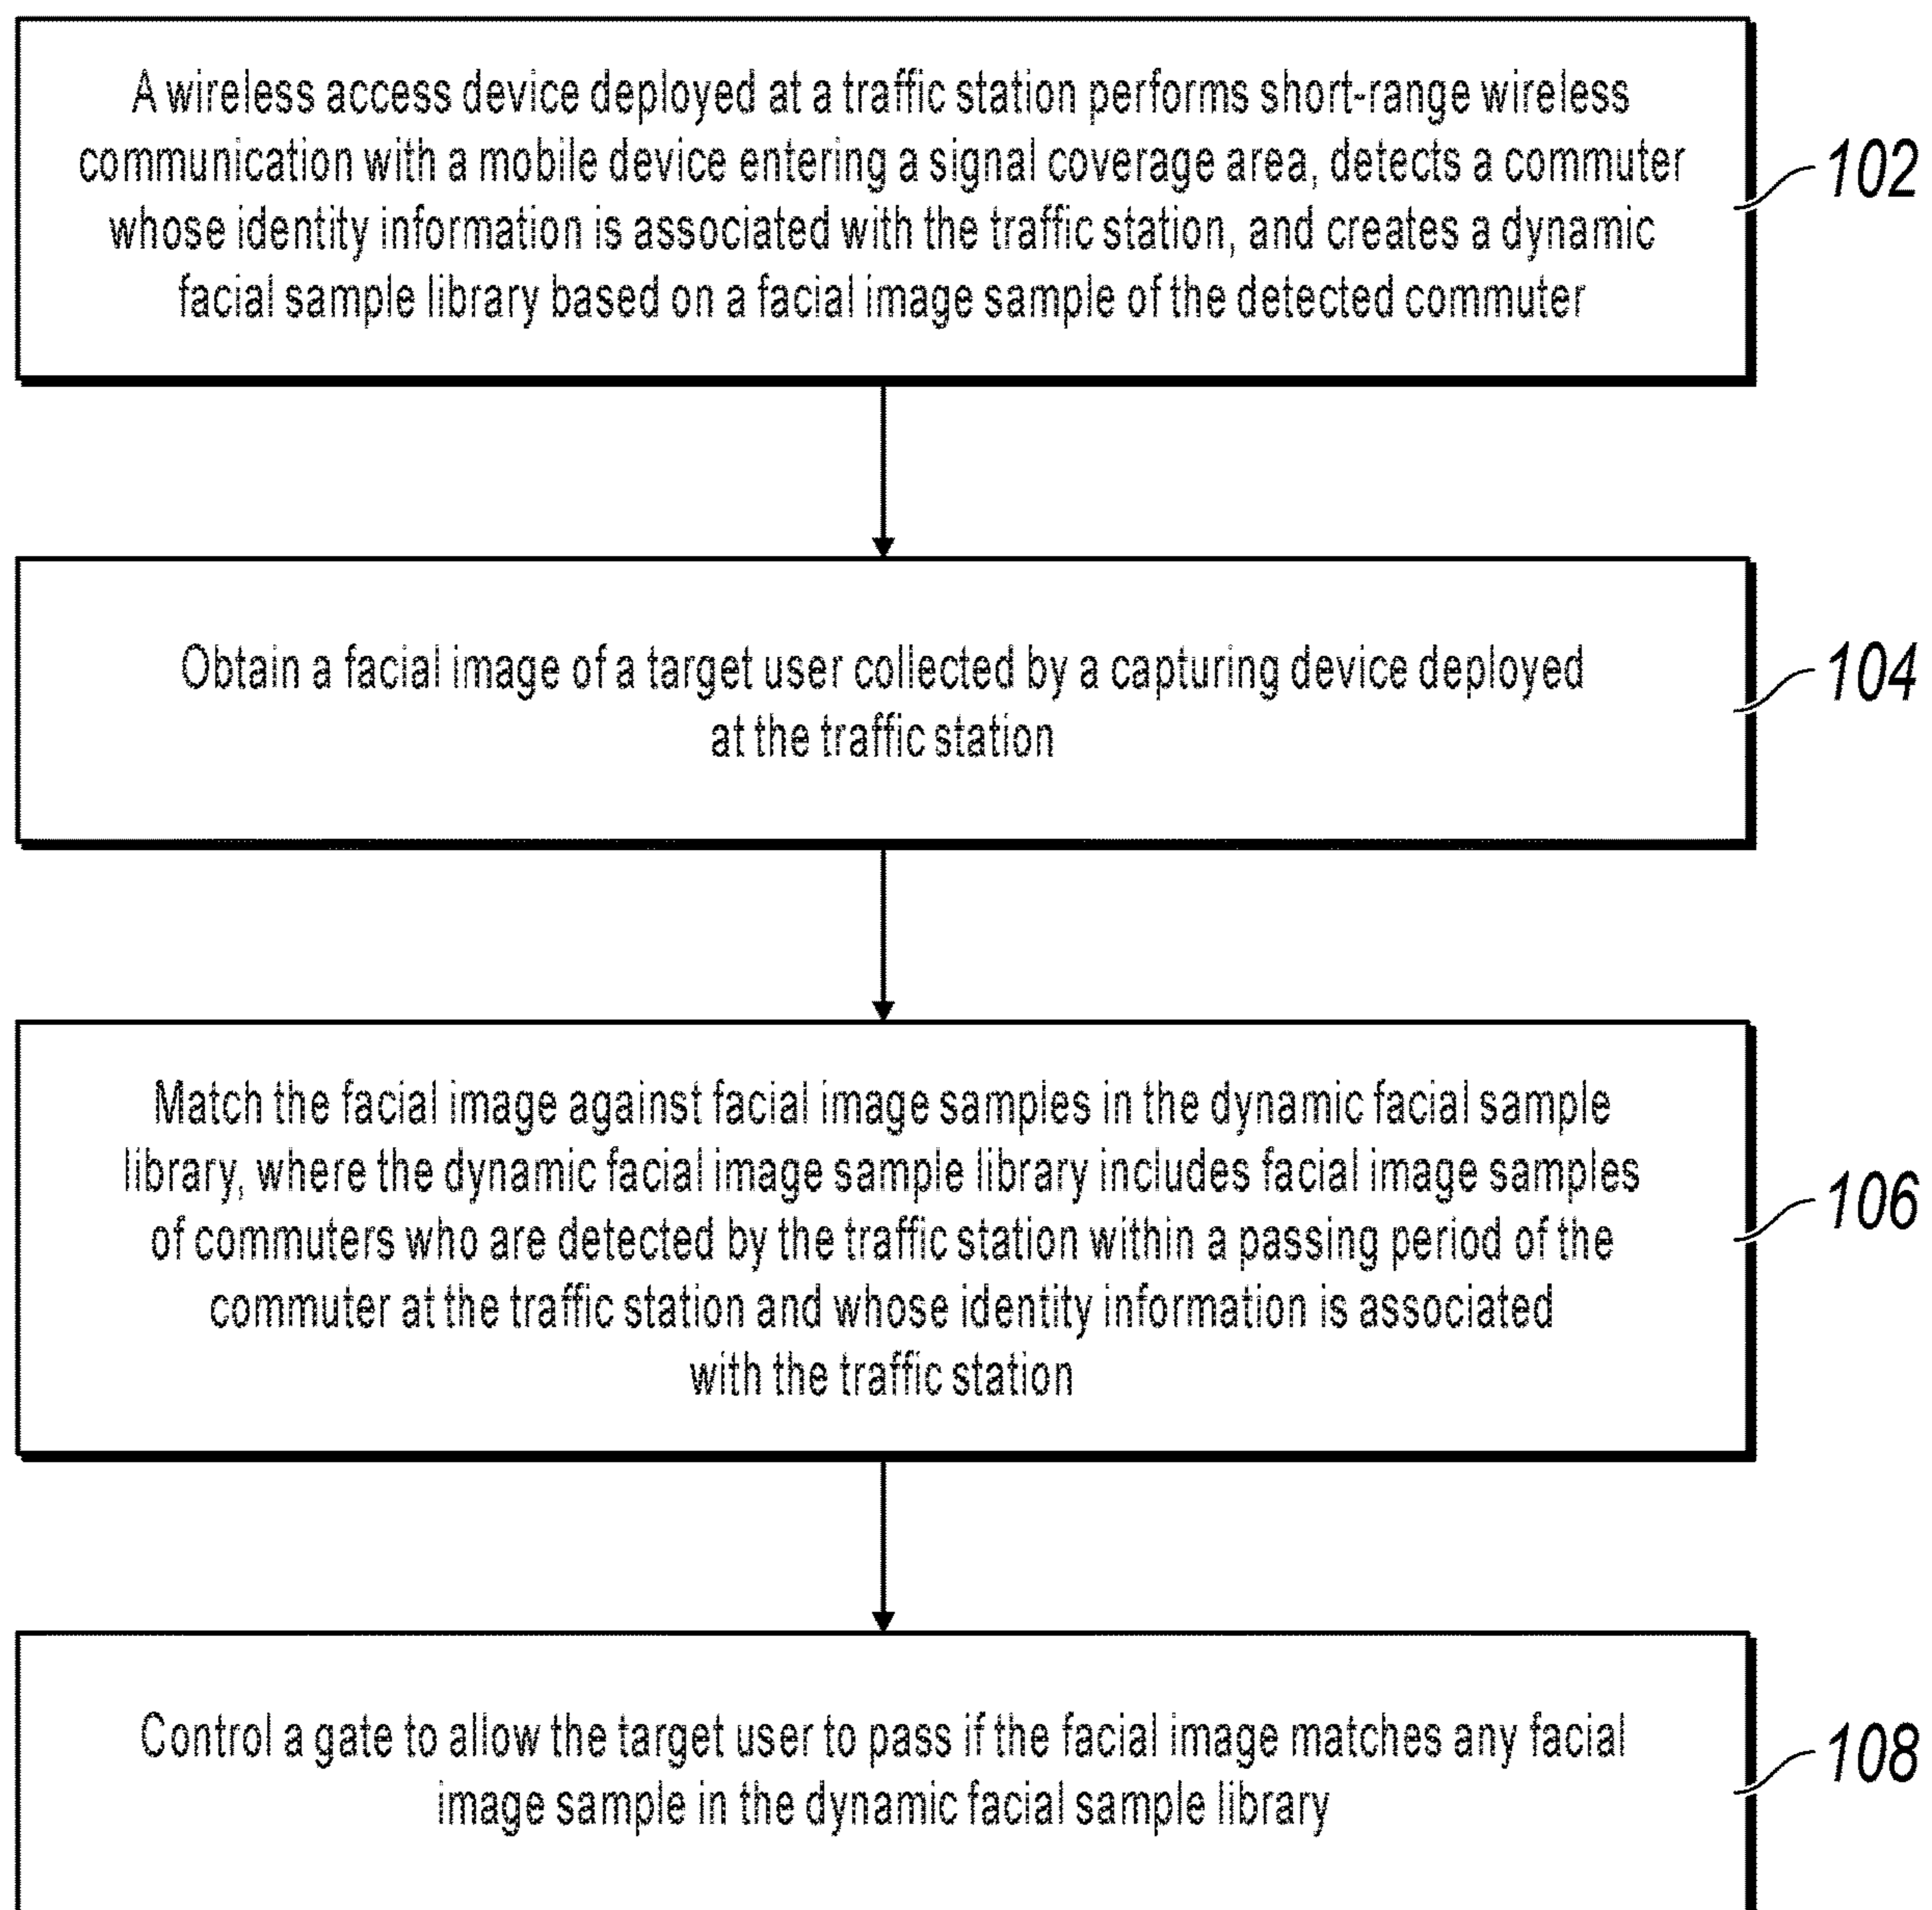 A wireless access device deployed at a traffic station performs short-range wireless
communication with a mobile device entering a signal coverage area, detects a commuter
whose identity information is associated with the traffic station, and creates a dynamic
facial sample library based on a facial image sample of the detected commuter
102
Obtain a facial image of a target user collected by a capturing device deployed
at the traffic station
104
Match the facial image against facial image samples in the dynamic facial sample
library, where the dynamic facial image sample library includes facial image samples
of commuters who are detected by the traffic station within a passing period of the
commuter at the traffic station and whose identity information is associated
with the traffic station
106
Control a gate to allow the target user to pass if the facial image matches any facial
image sample in the dynamic facial sample library
108